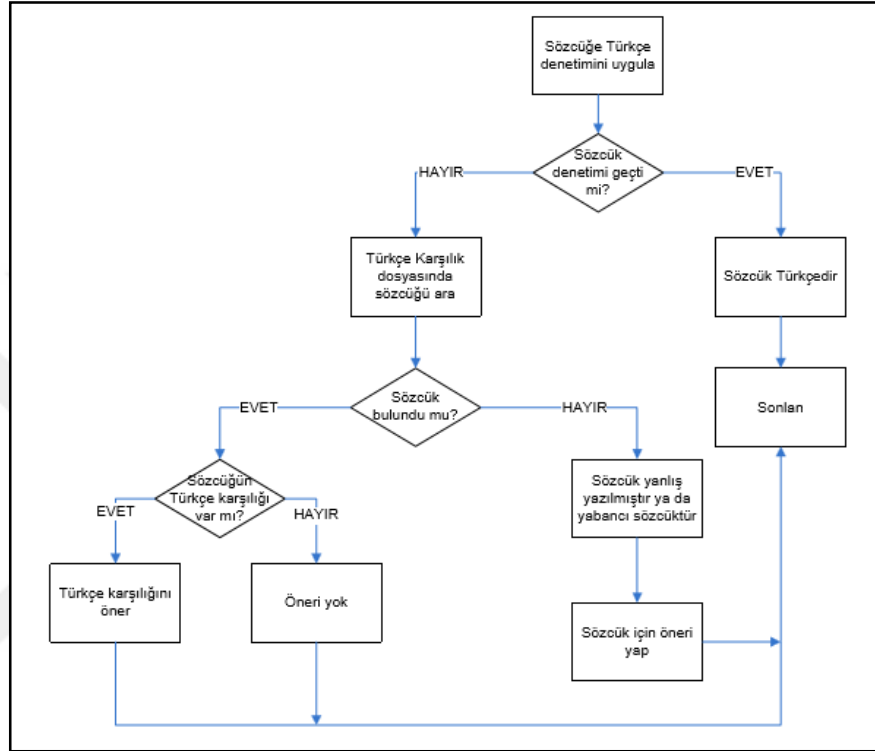 Sözcüğe Türkçe
denetimini uygula
Sözcük
denetimi geçti
mi?
HAYIR
EVET
Türkçe Karşılık
dosyasında
sözcüğü ara
Sözcük Türkçedir
Sözcük
bulundu mu?
EVET
HAYIR
Sonlan
Sözcüğün
Türkçe karşılığı
var mı?
EVET
HAYIR
Sözcük yanlış
yazılmıştır ya da
yabancı sözcüktür
Türkçe karşılığını
öner
Öneri yok
Sözcük için öneri
yap